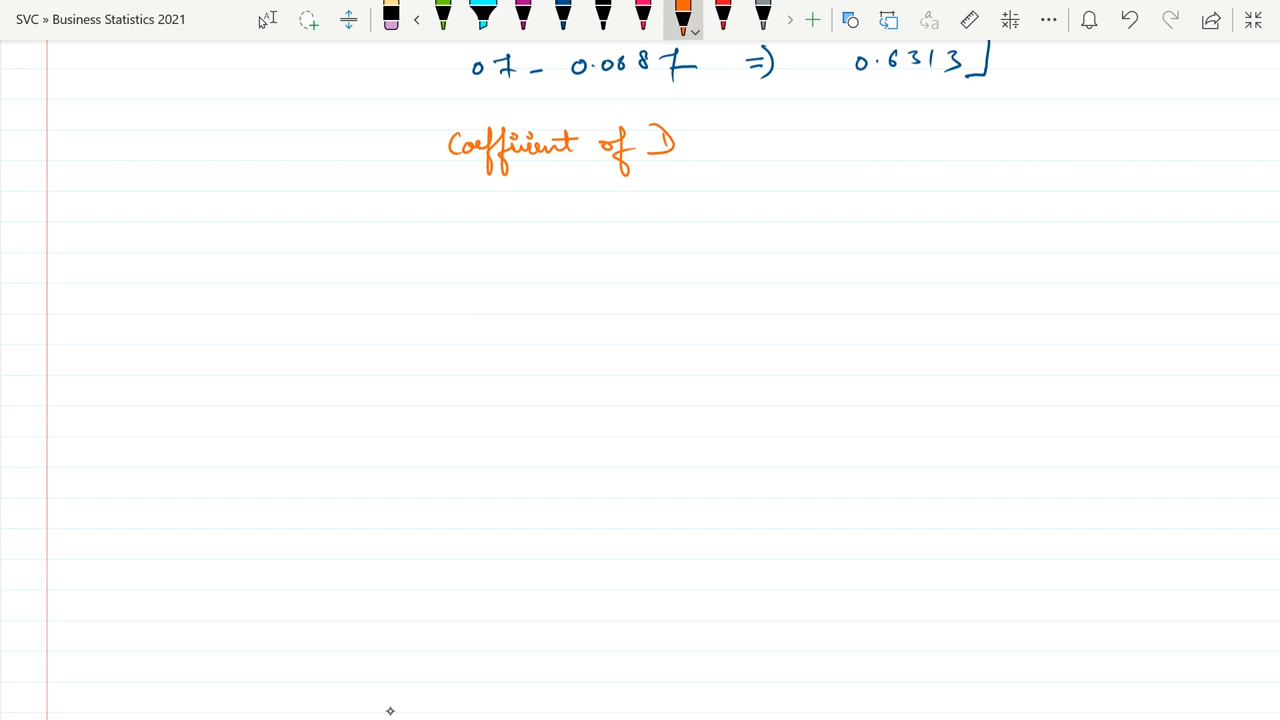 SVC » Business Statistics 2021
07 - 0.0687 => 0.6313
Coefficient of D